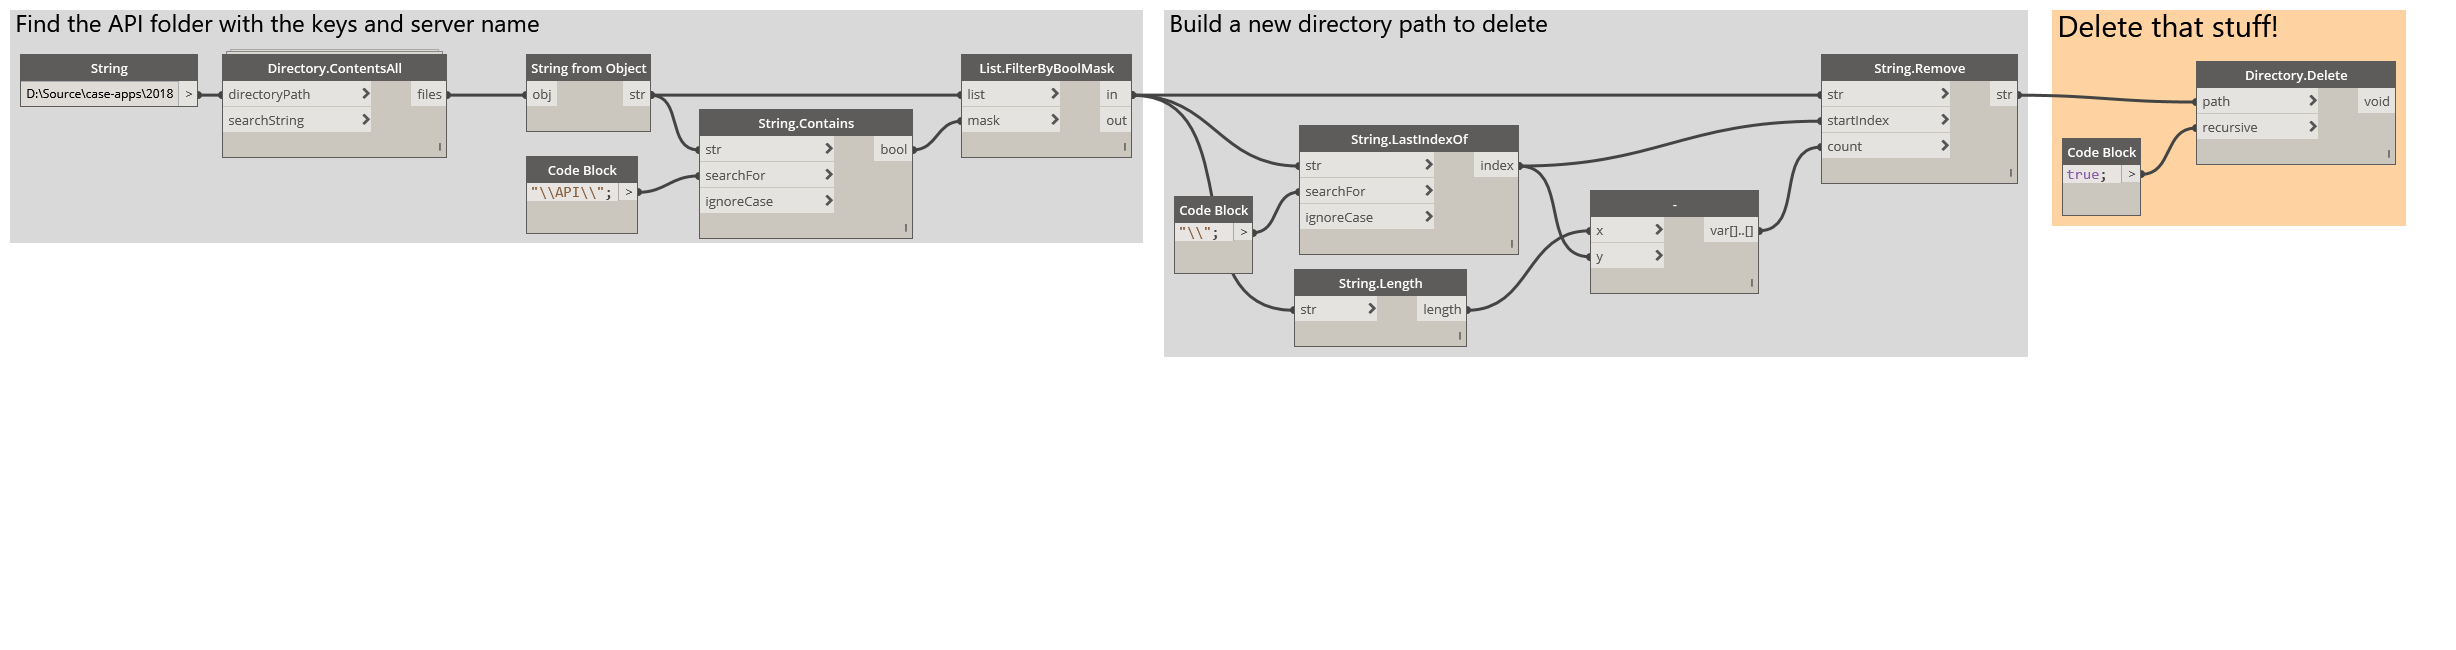 Find the API folder with the keys and server name
String
D:\Source\case-apps\2018 >
Directory.ContentsAll
directoryPath > files
searchString >
l
String from Object
obj str
Code Block
"\\API\\"; >
String.Contains
str > bool
searchFor >
ignoreCase >
l
List.FilterByBoolMask
list > in
mask > out
l
Build a new directory path to delete
Code Block
"\\"; >
String.LastIndexOf
str > index
searchFor >
ignoreCase >
l
String.Length
str > length
l
-
x > var[]..[]
y >
l
String.Remove
str > str
startIndex >
count >
l
Delete that stuff!
Code Block
true; >
Directory.Delete
path > void
recursive >
l